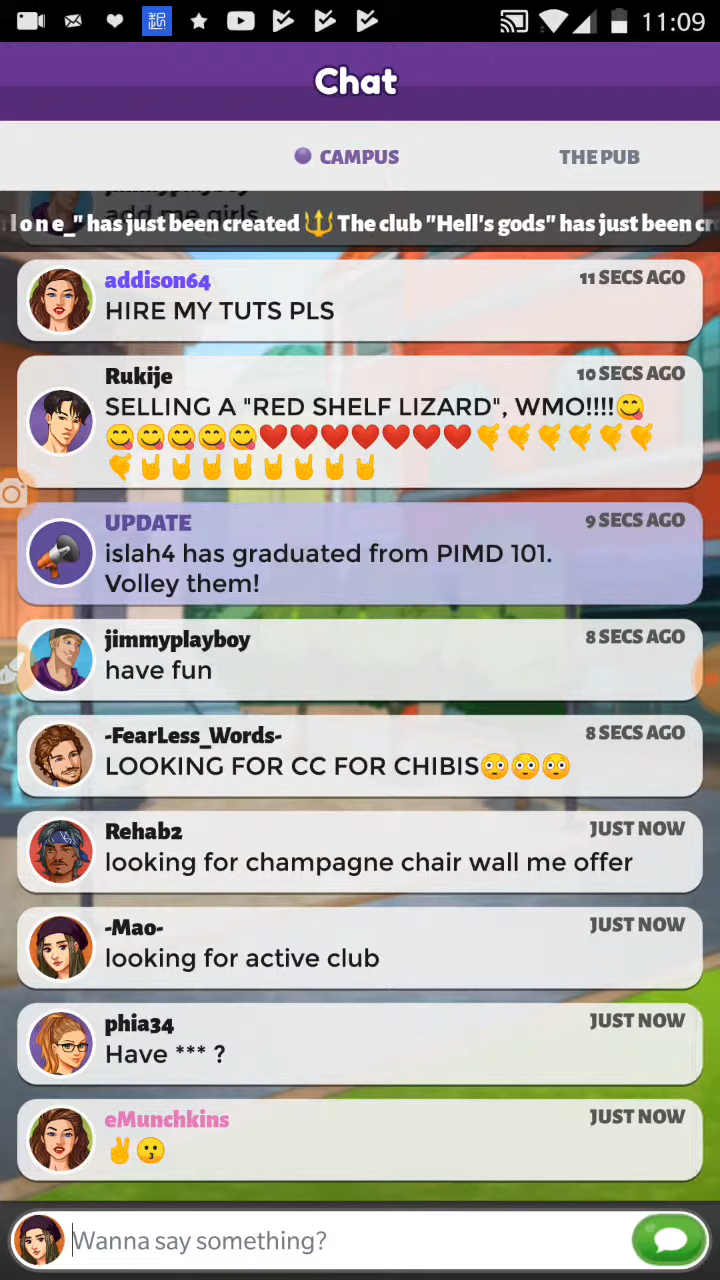 11:09
Chat
CAMPUS
THE PUB
add me girls
l o n e_" has just been created 🔱 The club "Hell's gods" has just been cr
addison64
11 SECS AGO
HIRE MY TUTS PLS
Rukije
10 SECS AGO
SELLING A "RED SHELF LIZARD", WMO!!!!😋
😋😋😋😋😋❤️❤️❤️❤️❤️❤️❤️🤙🤙🤙🤙🤙🤙
🤙🤘🤘🤘🤘🤘🤘🤘🤘
UPDATE
9 SECS AGO
islah4 has graduated from PIMD 101.
Volley them!
jimmyplayboy
8 SECS AGO
have fun
-FearLess_Words-
8 SECS AGO
LOOKING FOR CC FOR CHIBIS😳😳😳
Rehab2
JUST NOW
looking for champagne chair wall me offer
-Mao-
JUST NOW
looking for active club
phia34
JUST NOW
Have *** ?
eMunchkins
JUST NOW
✌️😗
Wanna say something?